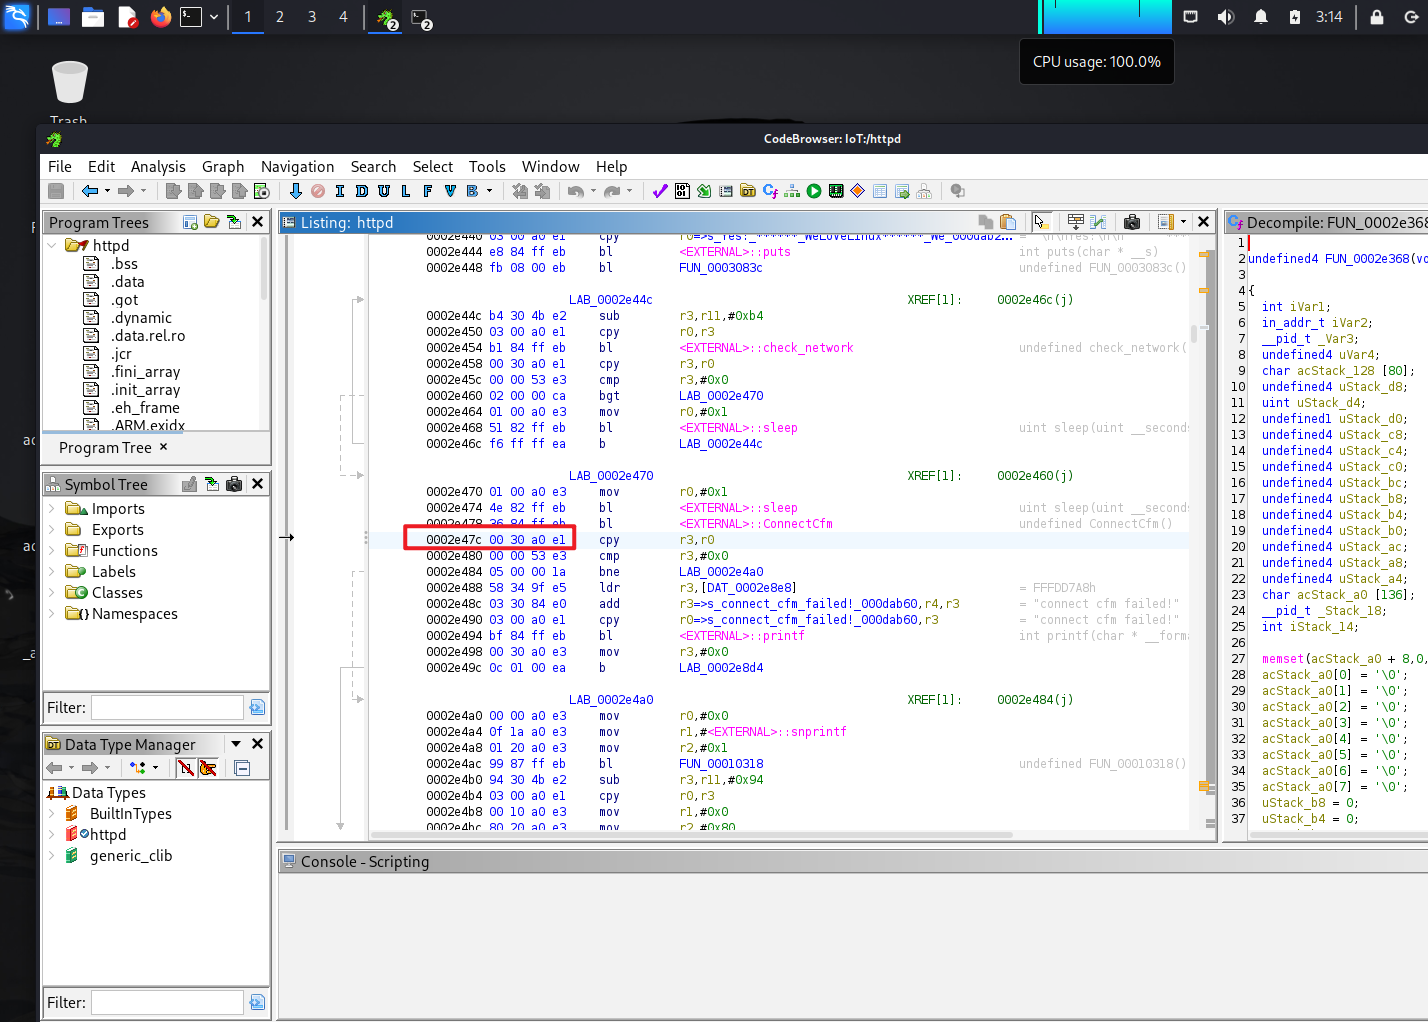 1 2 3 4 2 2 3:14
CPU usage: 100.0%
Trash
CodeBrowser: IoT:/httpd
File Edit Analysis Graph Navigation Search Select Tools Window Help
I D U L F V B
Program Trees
httpd
.bss
.data
.got
.dynamic
.data.rel.ro
.jcr
.fini_array
.init_array
.eh_frame
.ARM.exidx
Program Tree ×
Symbol Tree
Imports
Exports
Functions
Labels
Classes
Namespaces
Filter:
Data Type Manager
Data Types
BuiltInTypes
httpd
generic_clib
Filter:
Listing: httpd
0002e440 03 00 a0 e1 cpy r0=>s_Yes!_******_WeLoveLinux******_We_000dab2...
0002e444 e8 84 ff eb bl <EXTERNAL>::puts int puts(char * __s)
0002e448 fb 08 00 eb bl FUN_0003083c undefined FUN_0003083c()
LAB_0002e44c XREF[1]: 0002e46c(j)
0002e44c b4 30 4b e2 sub r3,r11,#0xb4
0002e450 03 00 a0 e1 cpy r0,r3
0002e454 b1 84 ff eb bl <EXTERNAL>::check_network undefined check_network(
0002e458 00 30 a0 e1 cpy r3,r0
0002e45c 00 00 53 e3 cmp r3,#0x0
0002e460 02 00 00 ca bgt LAB_0002e470
0002e464 01 00 a0 e3 mov r0,#0x1
0002e468 51 82 ff eb bl <EXTERNAL>::sleep uint sleep(uint __seconds
0002e46c f6 ff ff ea b LAB_0002e44c
LAB_0002e470 XREF[1]: 0002e460(j)
0002e470 01 00 a0 e3 mov r0,#0x1
0002e474 4e 82 ff eb bl <EXTERNAL>::sleep uint sleep(uint __seconds
0002e478 36 84 ff eb bl <EXTERNAL>::ConnectCfm undefined ConnectCfm()
0002e47c 00 30 a0 e1 cpy r3,r0
0002e480 00 00 53 e3 cmp r3,#0x0
0002e484 05 00 00 1a bne LAB_0002e4a0
0002e488 58 34 9f e5 ldr r3,[DAT_0002e8e8] = FFFDD7A8h
0002e48c 03 30 84 e0 add r3=>s_connect_cfm_failed!_000dab60,r4,r3 = "connect cfm failed!"
0002e490 03 00 a0 e1 cpy r0=>s_connect_cfm_failed!_000dab60,r3 = "connect cfm failed!"
0002e494 bf 84 ff eb bl <EXTERNAL>::printf int printf(char * __forma
0002e498 00 30 a0 e3 mov r3,#0x0
0002e49c 0c 01 00 ea b LAB_0002e8d4
LAB_0002e4a0 XREF[1]: 0002e484(j)
0002e4a0 00 00 a0 e3 mov r0,#0x0
0002e4a4 0f 1a a0 e3 mov r1,#<EXTERNAL>::snprintf
0002e4a8 01 20 a0 e3 mov r2,#0x1
0002e4ac 99 87 ff eb bl FUN_00010318 undefined FUN_00010318()
0002e4b0 94 30 4b e2 sub r3,r11,#0x94
0002e4b4 03 00 a0 e1 cpy r0,r3
0002e4b8 00 10 a0 e3 mov r1,#0x0
0002e4bc 80 20 a0 e3 mov r2,#0x80
Decompile: FUN_0002e368
1
2 undefined4 FUN_0002e368(vo
3
4 {
5 int iVar1;
6 in_addr_t iVar2;
7 __pid_t _Var3;
8 undefined4 uVar4;
9 char acStack_128 [80];
10 undefined4 uStack_d8;
11 uint uStack_d4;
12 undefined1 uStack_d0;
13 undefined4 uStack_c8;
14 undefined4 uStack_c4;
15 undefined4 uStack_c0;
16 undefined4 uStack_bc;
17 undefined4 uStack_b8;
18 undefined4 uStack_b4;
19 undefined4 uStack_b0;
20 undefined4 uStack_ac;
21 undefined4 uStack_a8;
22 undefined4 uStack_a4;
23 char acStack_a0 [136];
24 __pid_t _Stack_18;
25 int iStack_14;
26
27 memset(acStack_a0 + 8,0,
28 acStack_a0[0] = '\0';
29 acStack_a0[1] = '\0';
30 acStack_a0[2] = '\0';
31 acStack_a0[3] = '\0';
32 acStack_a0[4] = '\0';
33 acStack_a0[5] = '\0';
34 acStack_a0[6] = '\0';
35 acStack_a0[7] = '\0';
36 uStack_b8 = 0;
37 uStack_b4 = 0;
Console - Scripting